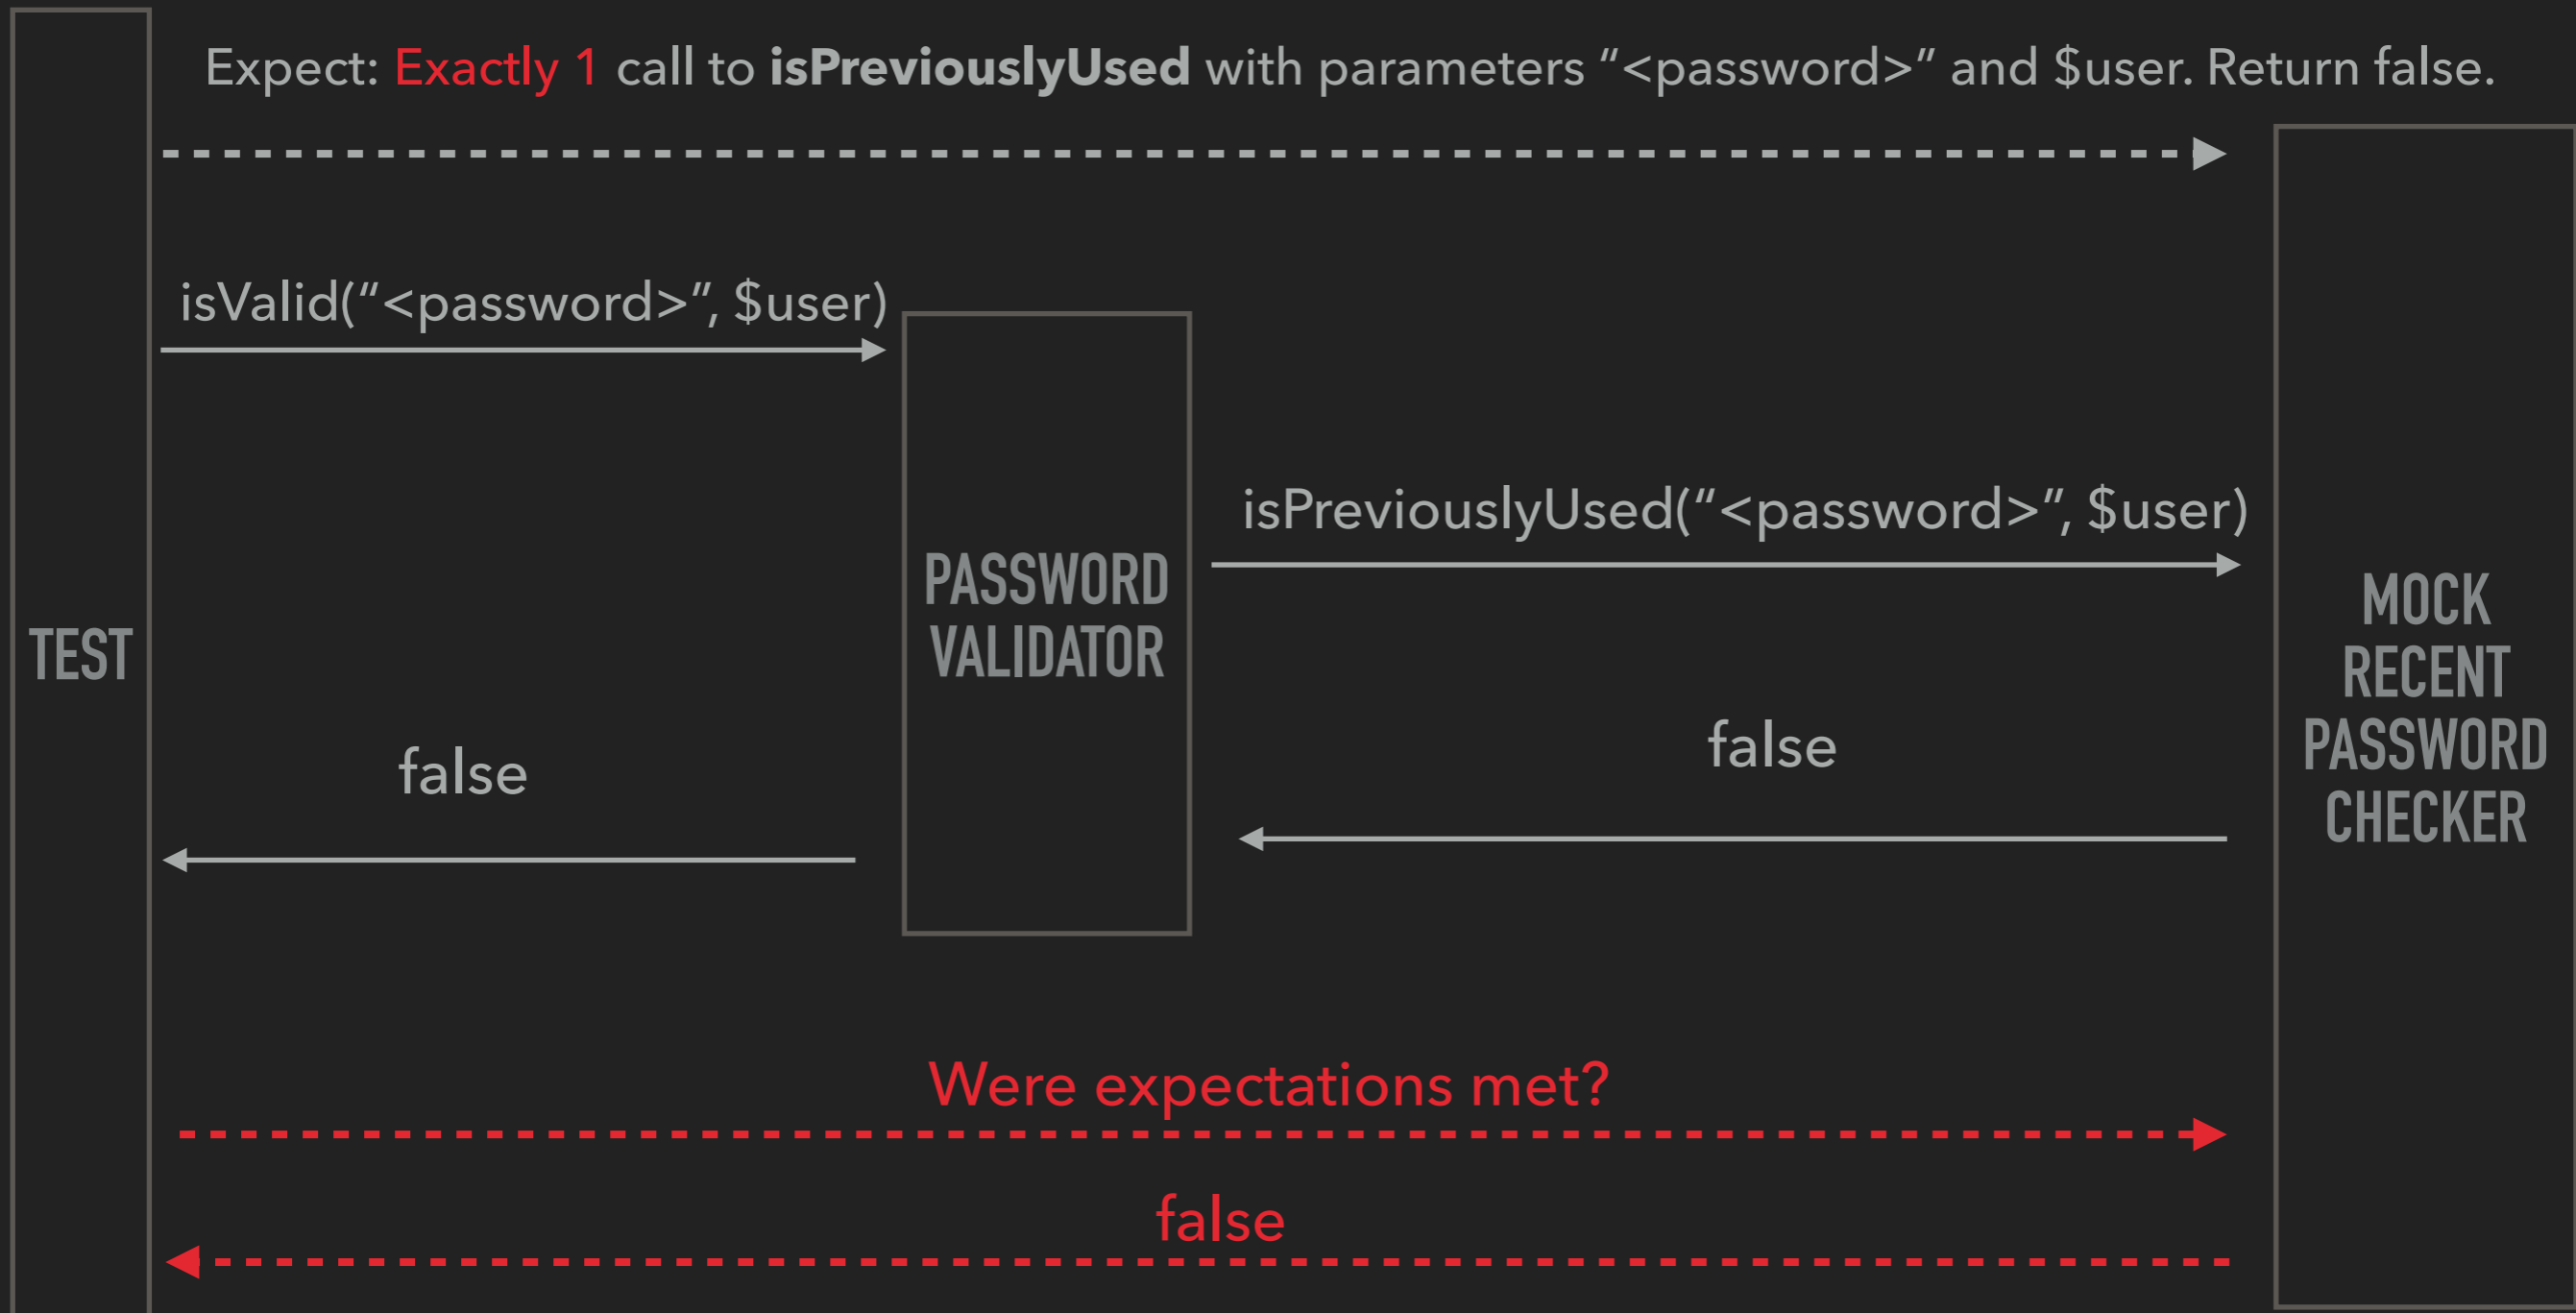 Expect: Exactly 1 call to isPreviouslyUsed with parameters “<password>” and $user. Return false.
isValid(“<password>”, $user)
isPreviouslyUsed(“<password>”, $user)
PASSWORD
VALIDATOR
TEST
MOCK
RECENT
PASSWORD
CHECKER
false
false
Were expectations met?
false